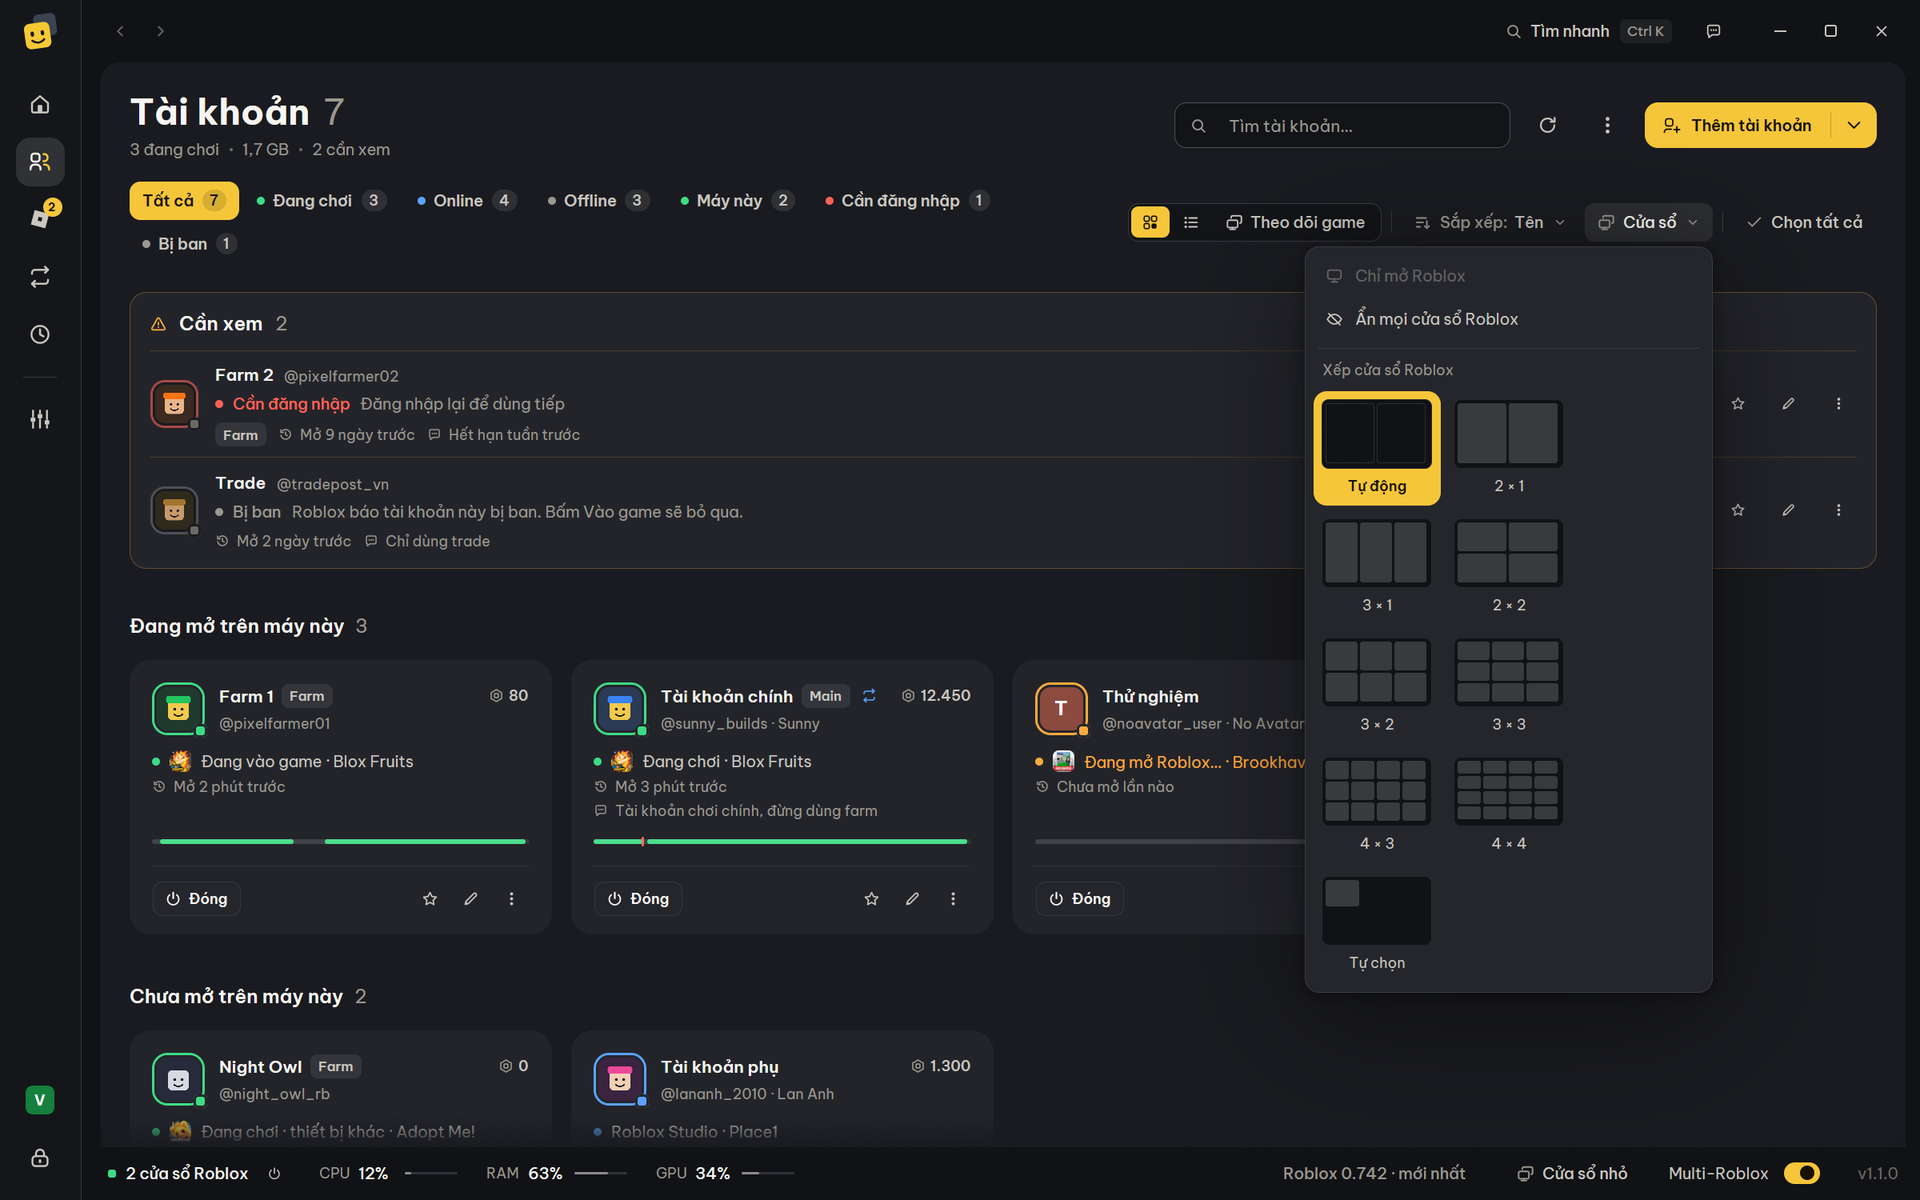 Tìm nhanh Ctrl K
Tài khoản 7
3 đang chơi • 1,7 GB • 2 cần xem
Tìm tài khoản...
Thêm tài khoản
Tất cả 7
Đang chơi 3
Online 4
Offline 3
Máy này 2
Cần đăng nhập 1
Bị ban 1
Theo dõi game
Sắp xếp: Tên
Cửa sổ
Chọn tất cả
Chỉ mở Roblox
Ẩn mọi cửa sổ Roblox
Xếp cửa sổ Roblox
Tự động
2 × 1
3 × 1
2 × 2
3 × 2
3 × 3
4 × 3
4 × 4
Tự chọn
2
Cần xem 2
Farm 2 @pixelfarmer02
Cần đăng nhập Đăng nhập lại để dùng tiếp
Farm Mở 9 ngày trước Hết hạn tuần trước
Trade @tradepost_vn
Bị ban Roblox báo tài khoản này bị ban. Bấm Vào game sẽ bỏ qua.
Mở 2 ngày trước Chỉ dùng trade
Đang mở trên máy này 3
Farm 1 Farm 80
@pixelfarmer01
Đang vào game · Blox Fruits
Mở 2 phút trước
Đóng
Tài khoản chính Main 12.450
@sunny_builds · Sunny
Đang chơi · Blox Fruits
Mở 3 phút trước
Tài khoản chơi chính, đừng dùng farm
Đóng
T
Thử nghiệm
@noavatar_user · No Avatar
Đang mở Roblox... · Brookhav
Chưa mở lần nào
Đóng
Chưa mở trên máy này 2
Night Owl Farm 0
@night_owl_rb
Đang chơi · thiết bị khác · Adopt Me!
Tài khoản phụ 1.300
@lananh_2010 · Lan Anh
Roblox Studio · Place1
V
2 cửa sổ Roblox
CPU 12%
RAM 63%
GPU 34%
Roblox 0.742 · mới nhất
Cửa sổ nhỏ
Multi-Roblox
v1.1.0